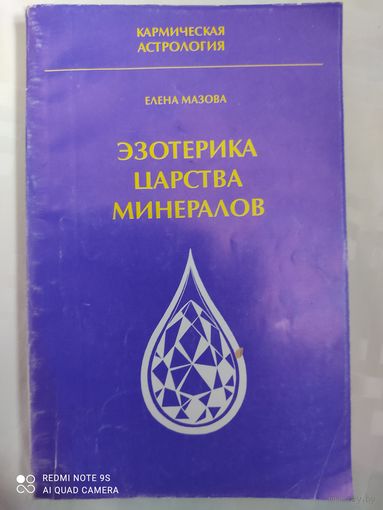 КАРМИЧЕСКАЯ
АСТРОЛОГИЯ
ЕЛЕНА МАЗОВА
ЭЗОТЕРИКА
ЦАРСТВА
МИНЕРАЛОВ
REDMI NOTE 9S
AI QUAD CAMERA